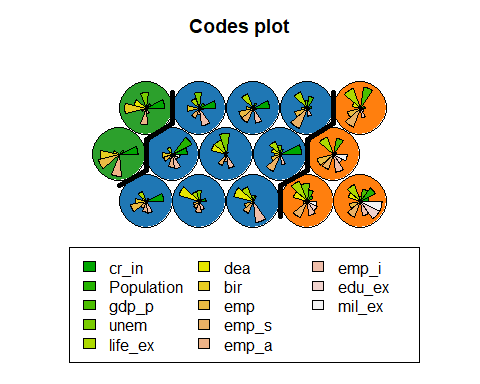 Codes plot
cr_in dea emp_i
Population bir edu_ex
gdp_p emp mil_ex
unem emp_s
life_ex emp_a